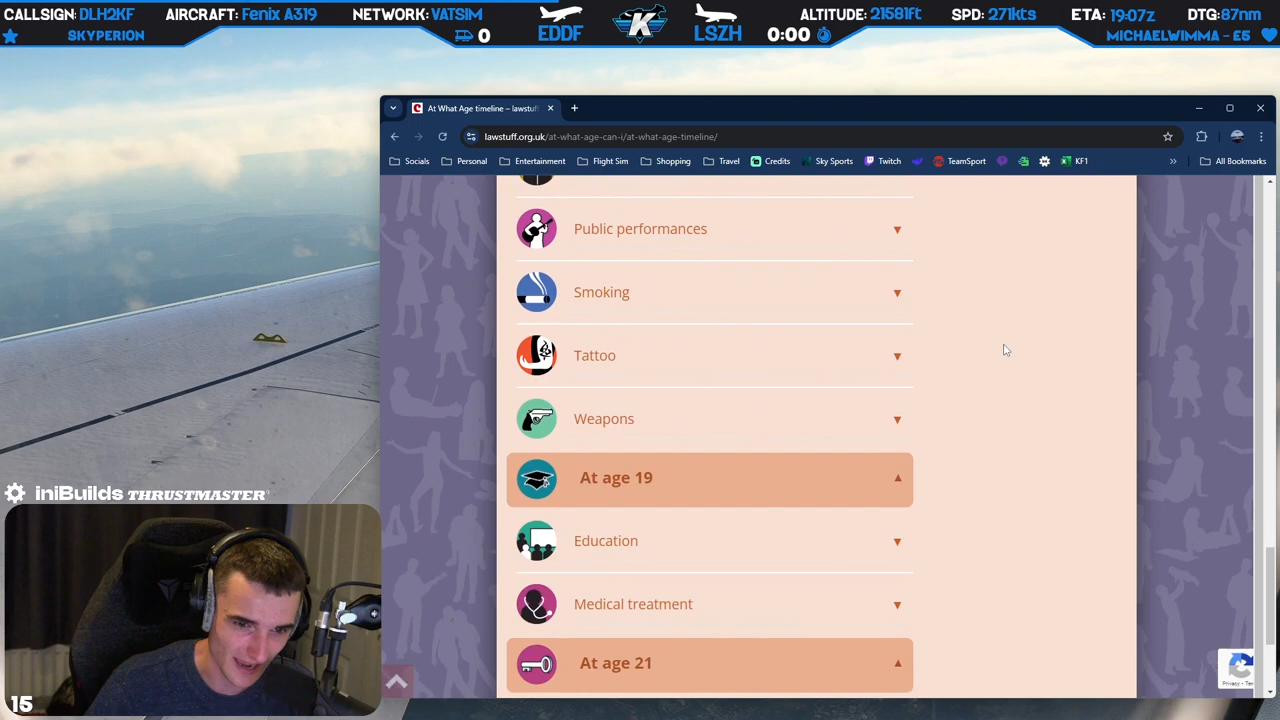 CALLSIGN: DLH2KF AIRCRAFT: Fenix A319 NETWORK: VATSIM
SKYPERION
0
EDDF
K
LSZH
0:00
ALTITUDE: 21581ft SPD: 271kts ETA: 19:07z DTG: 87nm
MICHAELWIMMA - £5
At What Age timeline – lawstuf
lawstuff.org.uk/at-what-age-can-i/at-what-age-timeline/
Socials Personal Entertainment Flight Sim Shopping Travel Credits Sky Sports Twitch TeamSport KF1 » All Bookmarks
Public performances
Smoking
Tattoo
Weapons
At age 19
Education
Medical treatment
At age 21
iniBuilds THRUSTMASTER
15